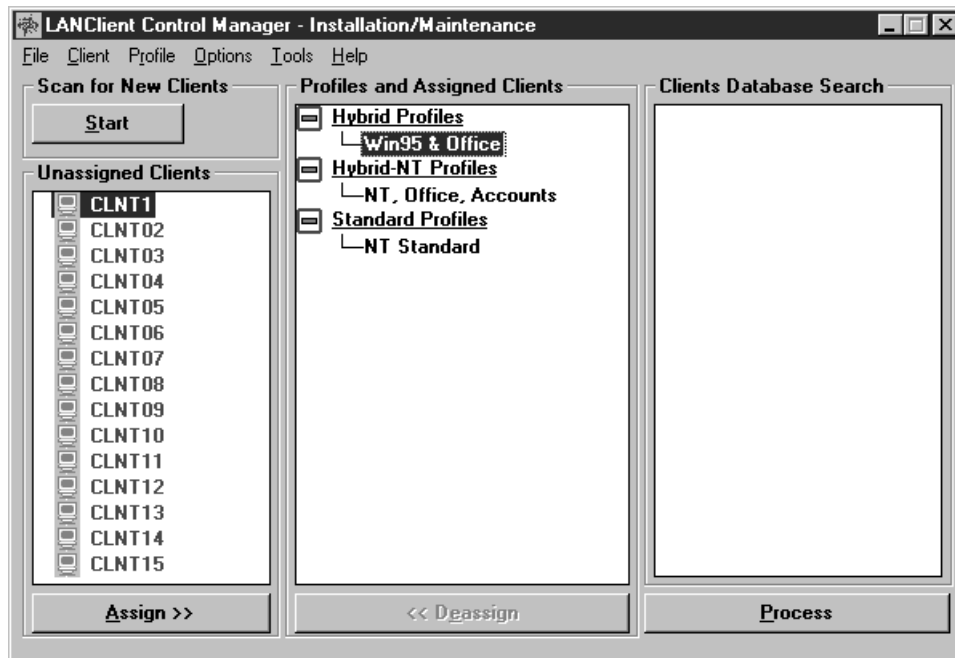 LANClient Control Manager - Installation/Maintenance
File Client Profile Options Tools Help
Scan for New Clients
Start
Unassigned Clients
CLNT1
CLNT02
CLNT03
CLNT04
CLNT05
CLNT06
CLNT07
CLNT08
CLNT09
CLNT10
CLNT11
CLNT12
CLNT13
CLNT14
CLNT15
Assign >>
Profiles and Assigned Clients
Hybrid Profiles
Win95 & Office
Hybrid-NT Profiles
NT, Office, Accounts
Standard Profiles
NT Standard
<< Deassign
Clients Database Search
Process